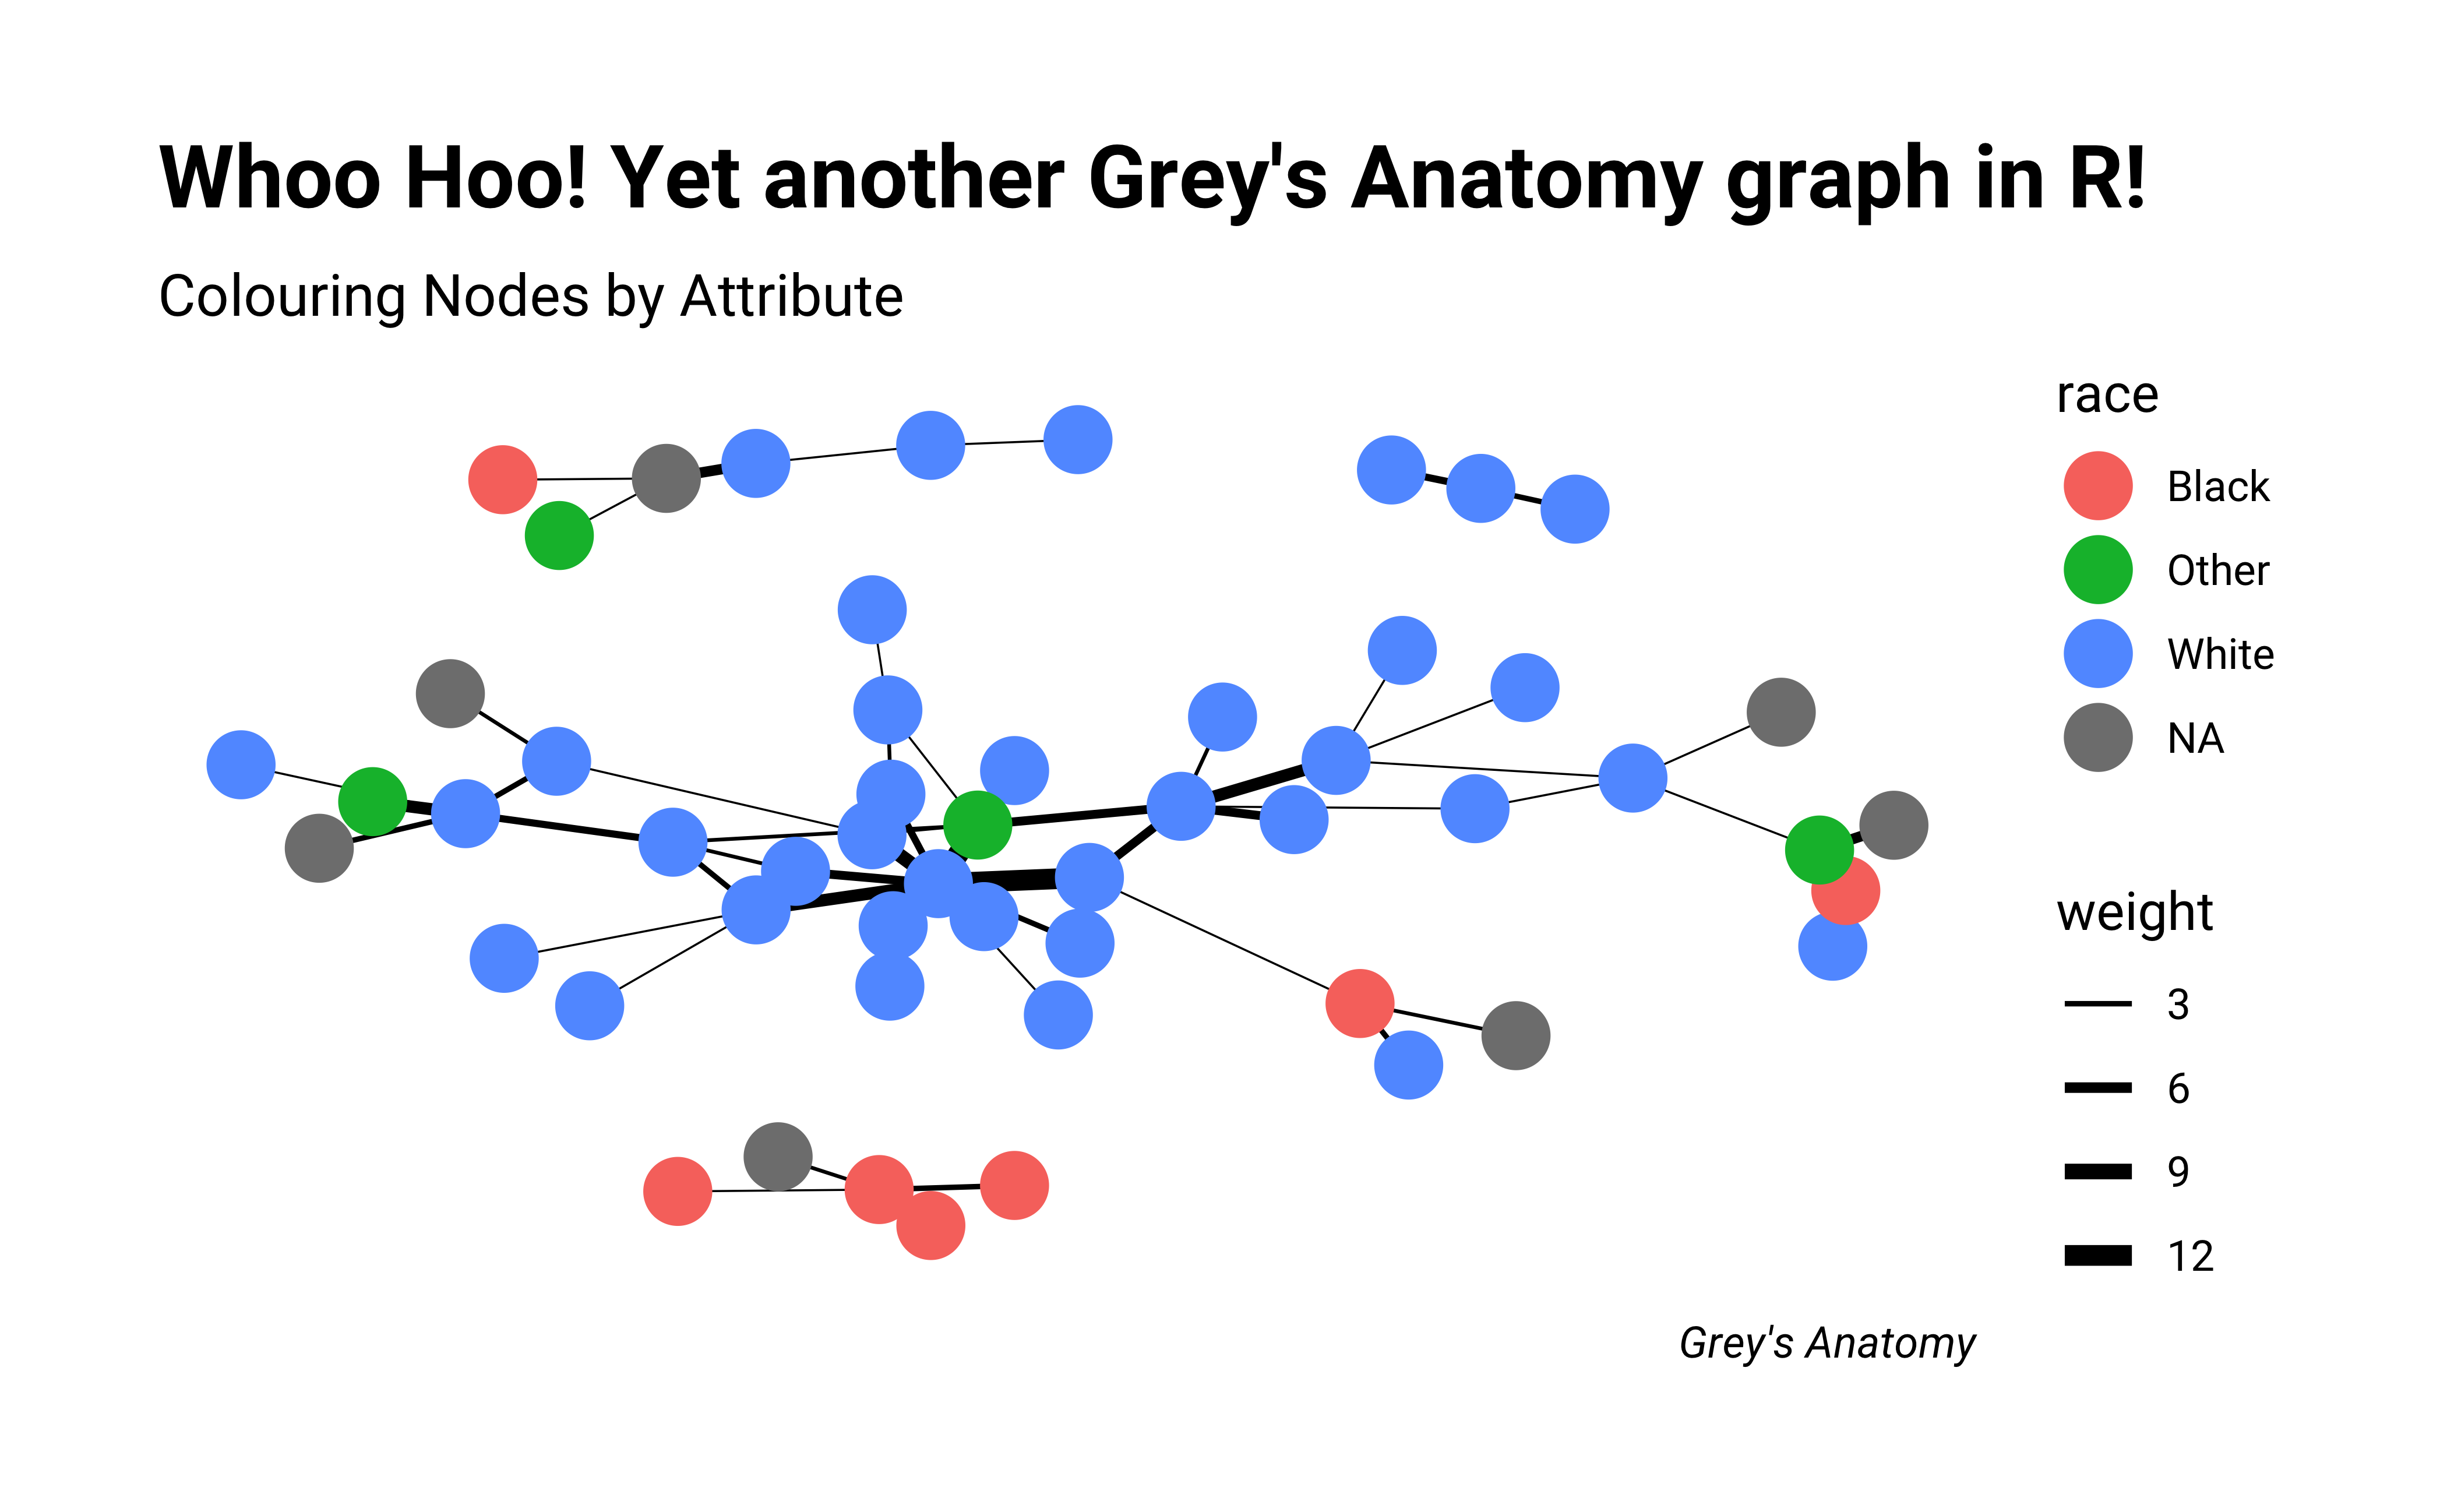 Whoo Hoo! Yet another Grey's Anatomy graph in R!
Colouring Nodes by Attribute
race
Black
Other
White
NA
weight
3
6
9
12
Grey's Anatomy